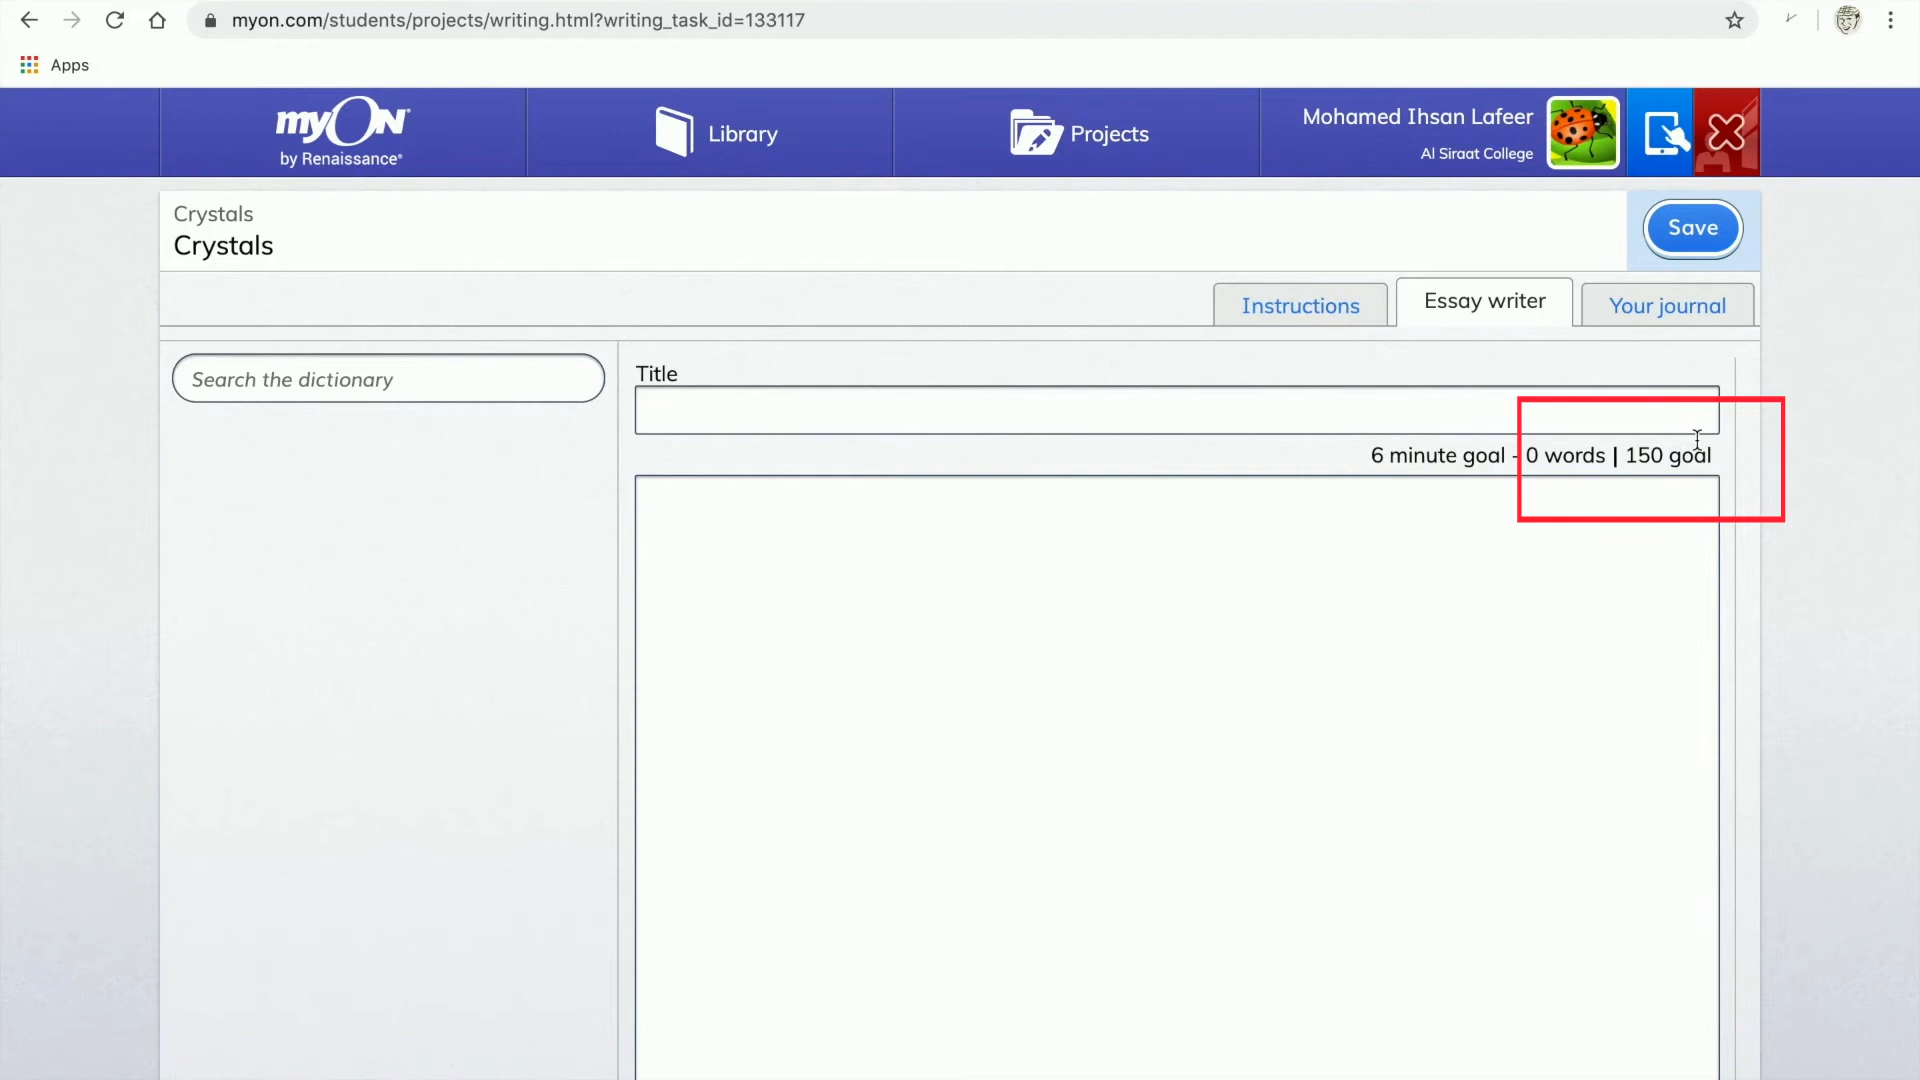 myon.com/students/projects/writing.html?writing_task_id=133117
Apps
myON®
by Renaissance®
Library
Projects
Mohamed Ihsan Lafeer
Al Siraat College
Crystals
Crystals
Save
Instructions
Essay writer
Your journal
Search the dictionary
Title
6 minute goal - 0 words | 150 goal